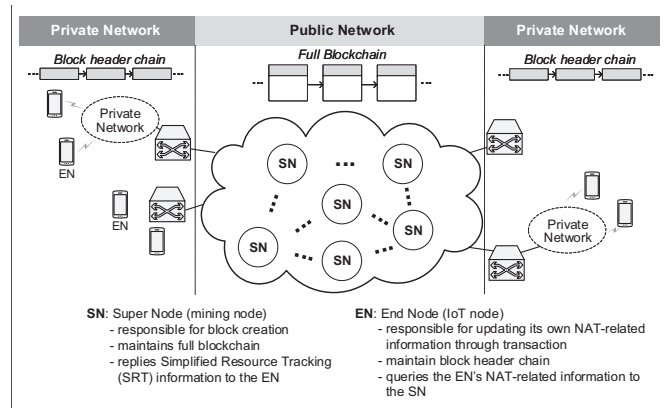 Private Network
Public Network
Private Network
Block header chain
Full Blockchain
Block header chain
Private
Network
EN
EN
SN
SN
SN
SN
SN
SN
Private
Network
SN: Super Node (mining node)
- responsible for block creation
- maintains full blockchain
- replies Simplified Resource Tracking
(SRT) information to the EN
EN: End Node (IoT node)
- responsible for updating its own NAT-related
information through transaction
- maintain block header chain
- queries the EN's NAT-related information to
the SN